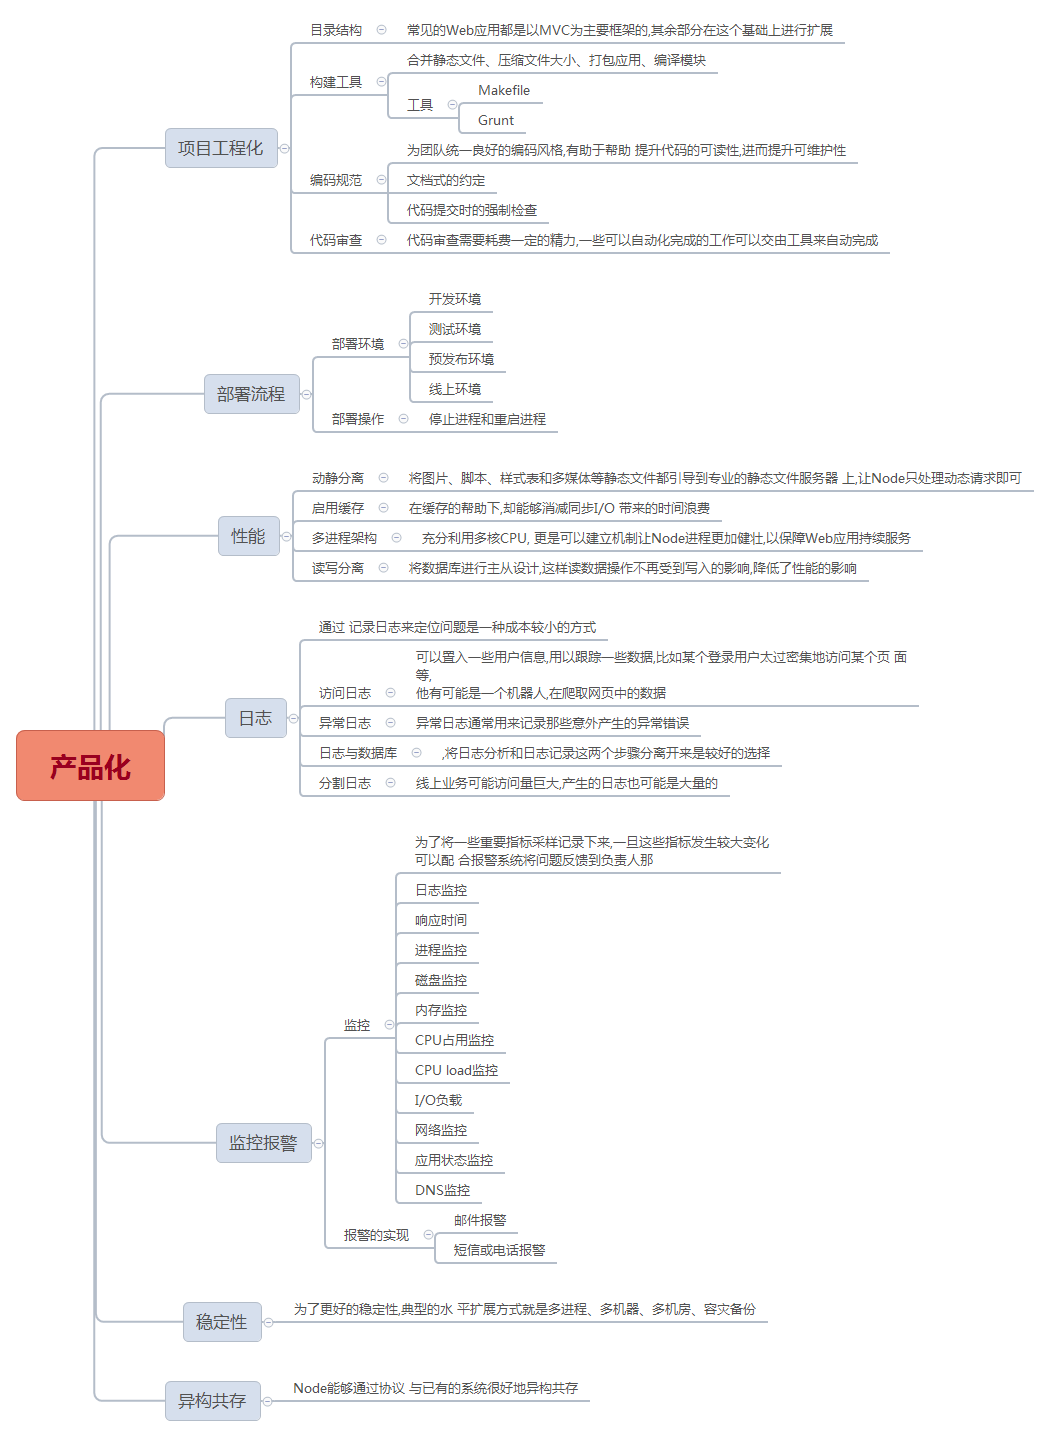 目录结构
常见的Web应用都是以MVC为主要框架的,其余部分在这个基础上进行扩展
构建工具
合并静态文件、压缩文件大小、打包应用、编译模块
工具
Makefile
Grunt
项目工程化
编码规范
为团队统一良好的编码风格,有助于帮助 提升代码的可读性,进而提升可维护性
文档式的约定
代码提交时的强制检查
代码审查
代码审查需要耗费一定的精力,一些可以自动化完成的工作可以交由工具来自动完成
部署流程
部署环境
开发环境
测试环境
预发布环境
线上环境
部署操作
停止进程和重启进程
性能
动静分离
将图片、脚本、样式表和多媒体等静态文件都引导到专业的静态文件服务器 上,让Node只处理动态请求即可
启用缓存
在缓存的帮助下,却能够消减同步I/O 带来的时间浪费
多进程架构
充分利用多核CPU, 更是可以建立机制让Node进程更加健壮,以保障Web应用持续服务
读写分离
将数据库进行主从设计,这样读数据操作不再受到写入的影响,降低了性能的影响
日志
通过 记录日志来定位问题是一种成本较小的方式
访问日志
可以置入一些用户信息,用以跟踪一些数据,比如某个登录用户太过密集地访问某个页 面
等,
他有可能是一个机器人,在爬取网页中的数据
异常日志
异常日志通常用来记录那些意外产生的异常错误
日志与数据库
,将日志分析和日志记录这两个步骤分离开来是较好的选择
分割日志
线上业务可能访问量巨大,产生的日志也可能是大量的
产品化
监控报警
监控
为了将一些重要指标采样记录下来,一旦这些指标发生较大变化
可以配 合报警系统将问题反馈到负责人那
日志监控
响应时间
进程监控
磁盘监控
内存监控
CPU占用监控
CPU load监控
I/O负载
网络监控
应用状态监控
DNS监控
报警的实现
邮件报警
短信或电话报警
稳定性
为了更好的稳定性,典型的水 平扩展方式就是多进程、多机器、多机房、容灾备份
异构共存
Node能够通过协议 与已有的系统很好地异构共存